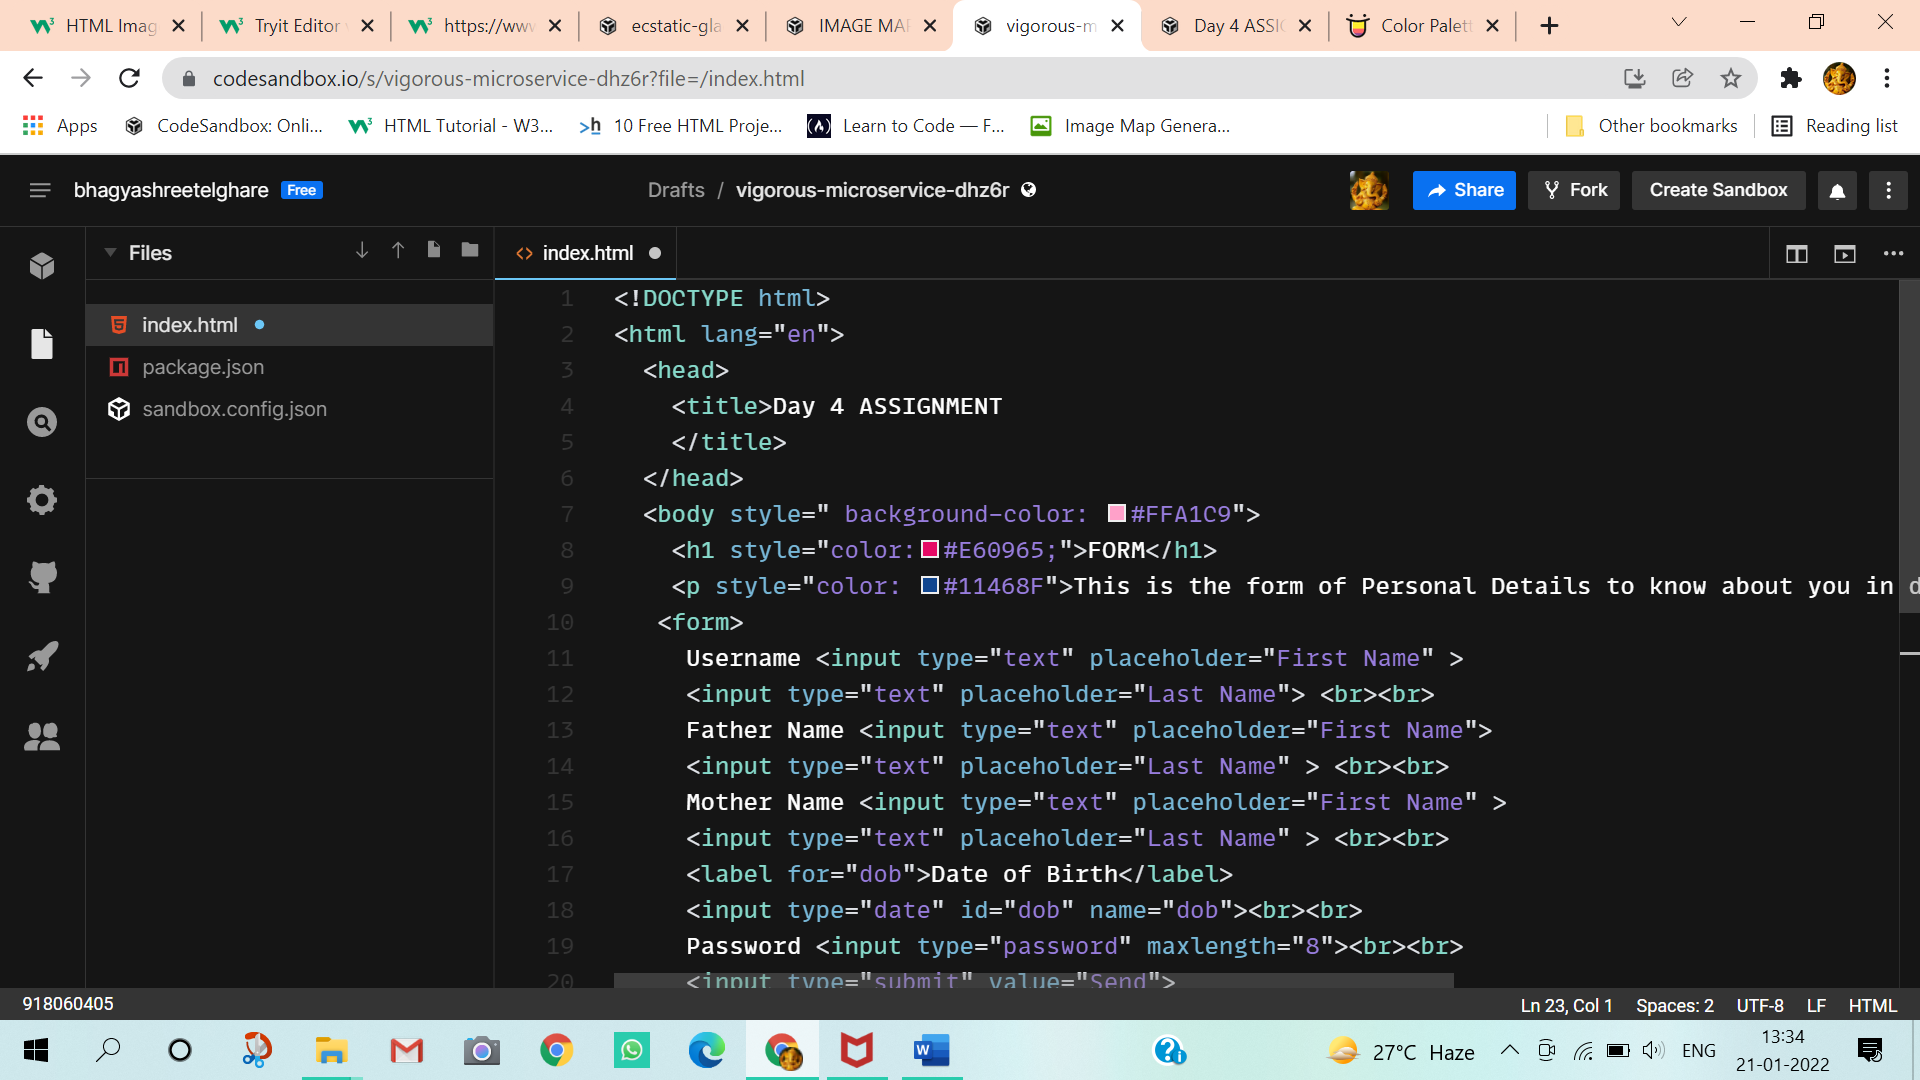 HTML Imag
Tryit Editor
https://www
ecstatic-gla
IMAGE MAP
vigorous-m
Day 4 ASSIG
Color Palett
codesandbox.io/s/vigorous-microservice-dhz6r?file=/index.html
Apps
CodeSandbox: Onli...
HTML Tutorial - W3...
10 Free HTML Proje...
Learn to Code — F...
Image Map Genera...
Other bookmarks
Reading list
bhagyashreetelghare Free
Drafts / vigorous-microservice-dhz6r
Share
Fork
Create Sandbox
Files
index.html
index.html
package.json
sandbox.config.json
1 <!DOCTYPE html>
2 <html lang="en">
3 <head>
4 <title>Day 4 ASSIGNMENT
5 </title>
6 </head>
7 <body style=" background-color: #FFA1C9">
8 <h1 style="color:#E60965;">FORM</h1>
9 <p style="color: #11468F">This is the form of Personal Details to know about you in d
10 <form>
11 Username <input type="text" placeholder="First Name" >
12 <input type="text" placeholder="Last Name"> <br><br>
13 Father Name <input type="text" placeholder="First Name">
14 <input type="text" placeholder="Last Name" > <br><br>
15 Mother Name <input type="text" placeholder="First Name" >
16 <input type="text" placeholder="Last Name" > <br><br>
17 <label for="dob">Date of Birth</label>
18 <input type="date" id="dob" name="dob"><br><br>
19 Password <input type="password" maxlength="8"><br><br>
20 <input type="submit" value="Send">
918060405
Ln 23, Col 1
Spaces: 2
UTF-8
LF
HTML
27°C Haze
ENG
13:34
21-01-2022